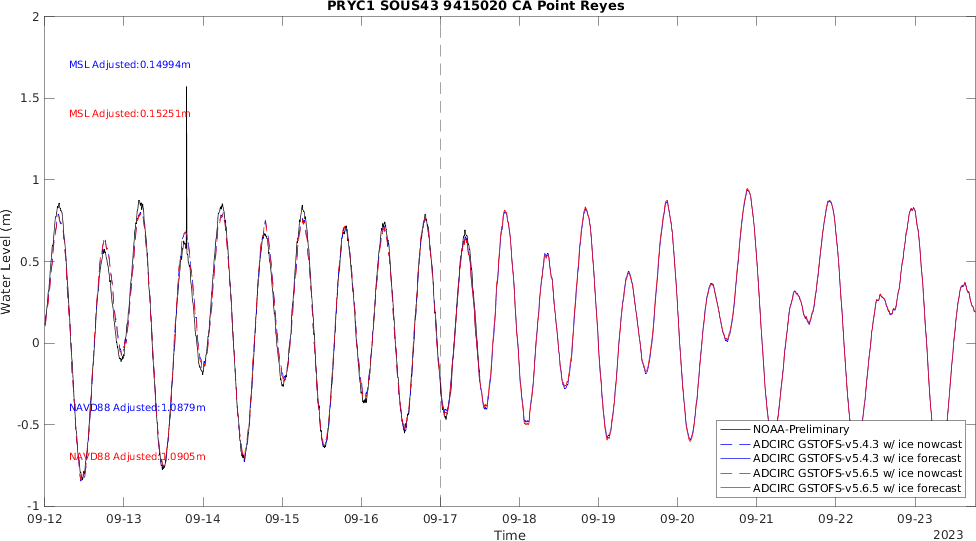 PRYC1 SOUS43 9415020 CA Point Reyes
2
1.5
1
0.5
0
-0.5
-1
Water Level (m)
MSL Adjusted:0.14994m
MSL Adjusted:0.15251m
NAVD88 Adjusted:1.0879m
NAVD88 Adjusted:1.0905m
NOAA-Preliminary
ADCIRC GSTOFS-v5.4.3 w/ ice nowcast
ADCIRC GSTOFS-v5.4.3 w/ ice forecast
ADCIRC GSTOFS-v5.6.5 w/ ice nowcast
ADCIRC GSTOFS-v5.6.5 w/ ice forecast
09-12 09-13 09-14 09-15 09-16 09-17 09-18 09-19 09-20 09-21 09-22 09-23
Time
2023